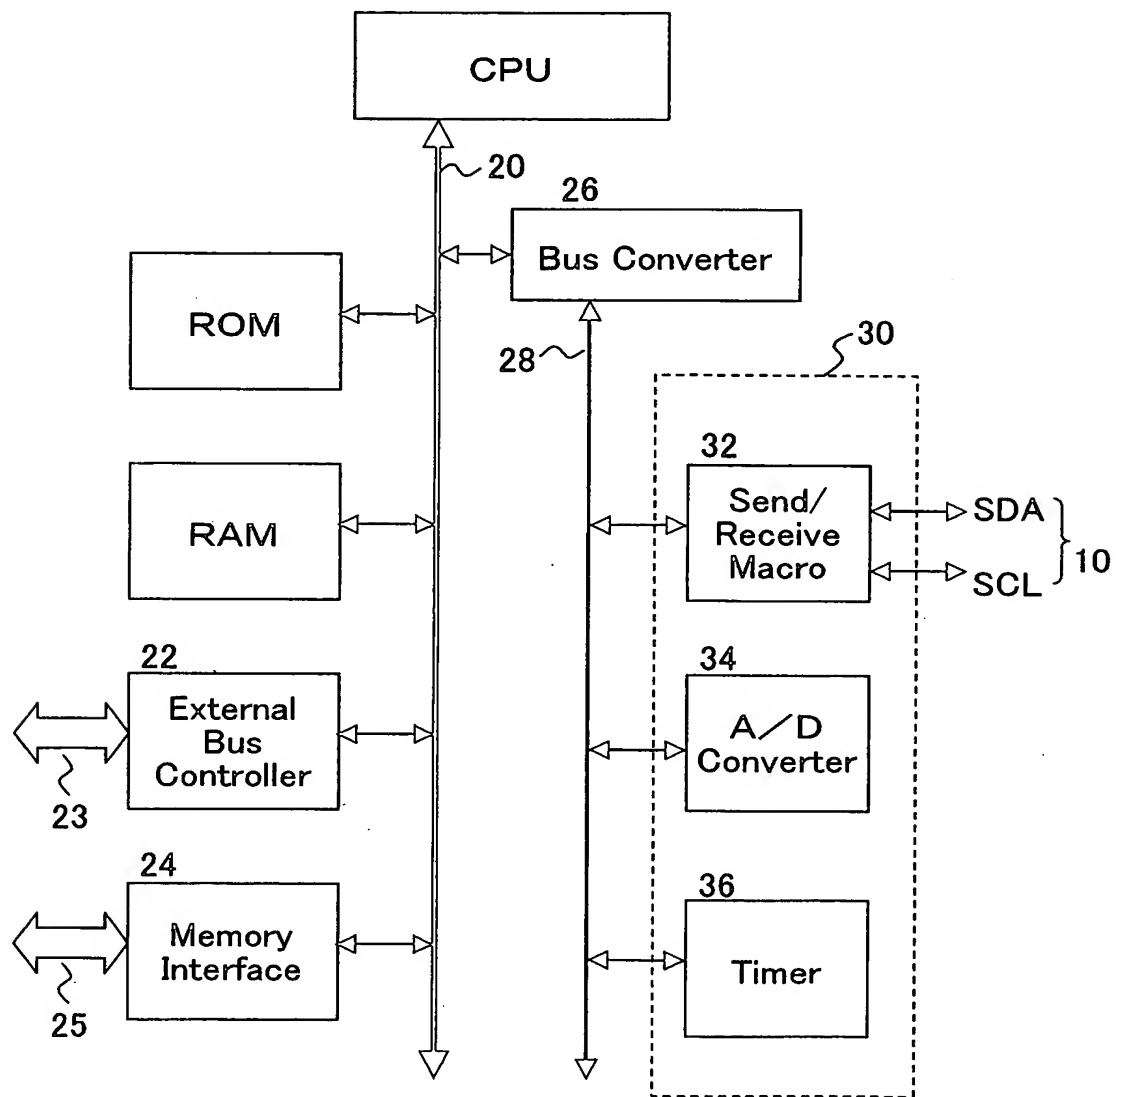 CPU
20
26
Bus Converter
ROM
28
30
32
Send/
Receive
Macro
SDA
SCL
10
RAM
22
External
Bus
Controller
23
34
A／D
Converter
24
Memory
Interface
25
36
Timer